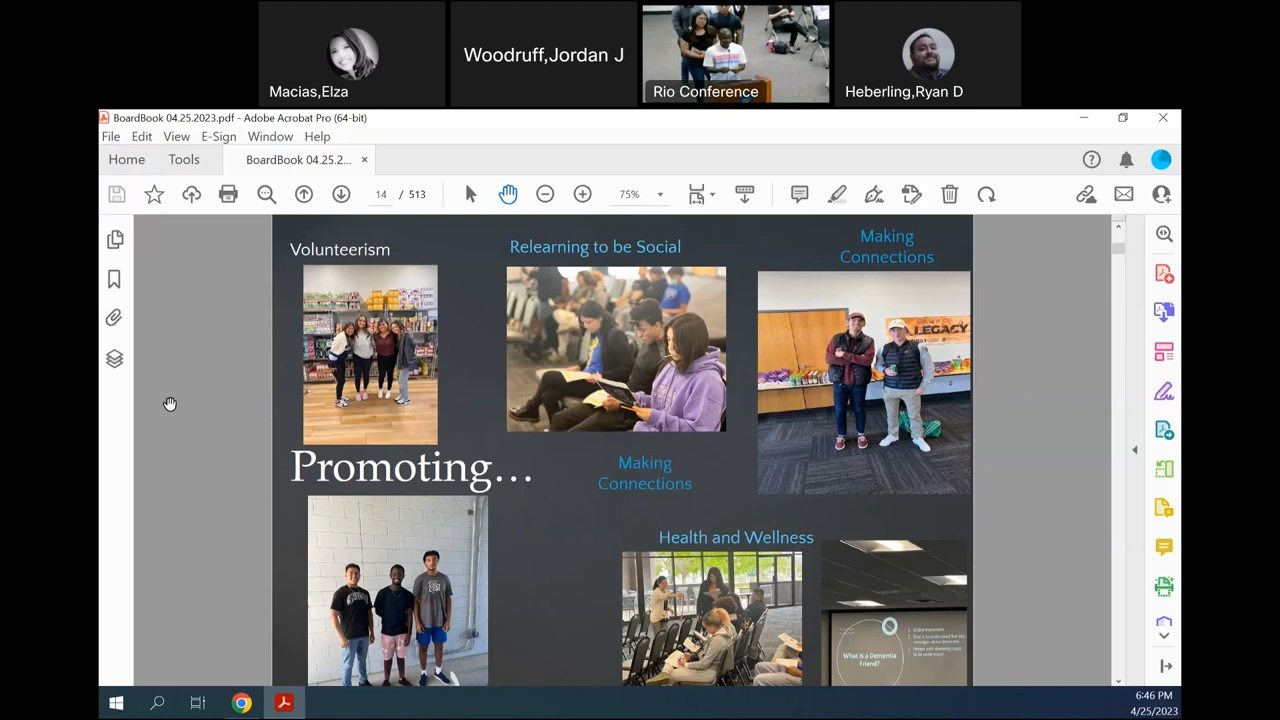 Woodruff,Jordan J
Macias,Elza
Rio Conference
Heberling,Ryan D
BoardBook 04.25.2023.pdf - Adobe Acrobat Pro (64-bit)
File Edit View E-Sign Window Help
Home Tools BoardBook 04.25.2... ×
14 / 513 75%
Volunteerism
Relearning to be Social
Making
Connections
LEGACY
Promoting...
Making
Connections
Health and Wellness
What is a Dementia
Friend?
6:46 PM
4/25/2023